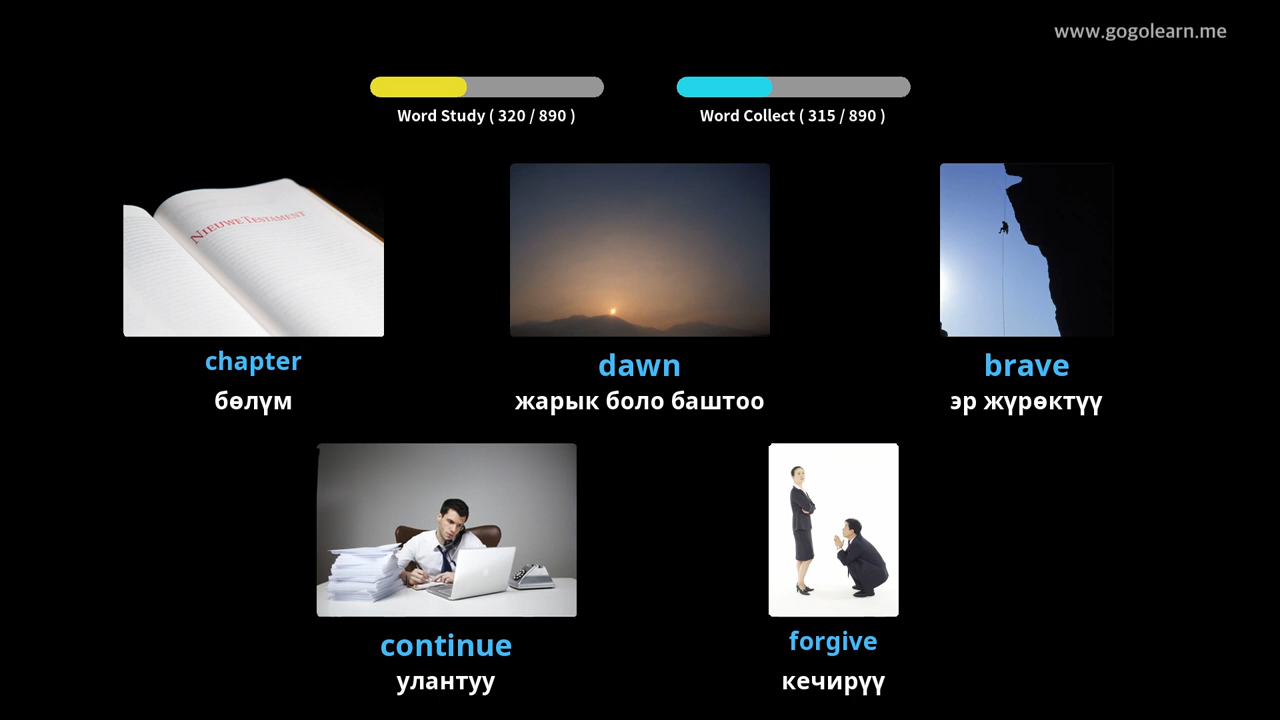 www.gogolearn.me
Word Study ( 320 / 890 )
Word Collect ( 315 / 890 )
NIEUWE TESTAMENT
chapter
бөлүм
dawn
жарык боло баштоо
brave
эр жүрөктүү
continue
улантуу
forgive
кечирүү